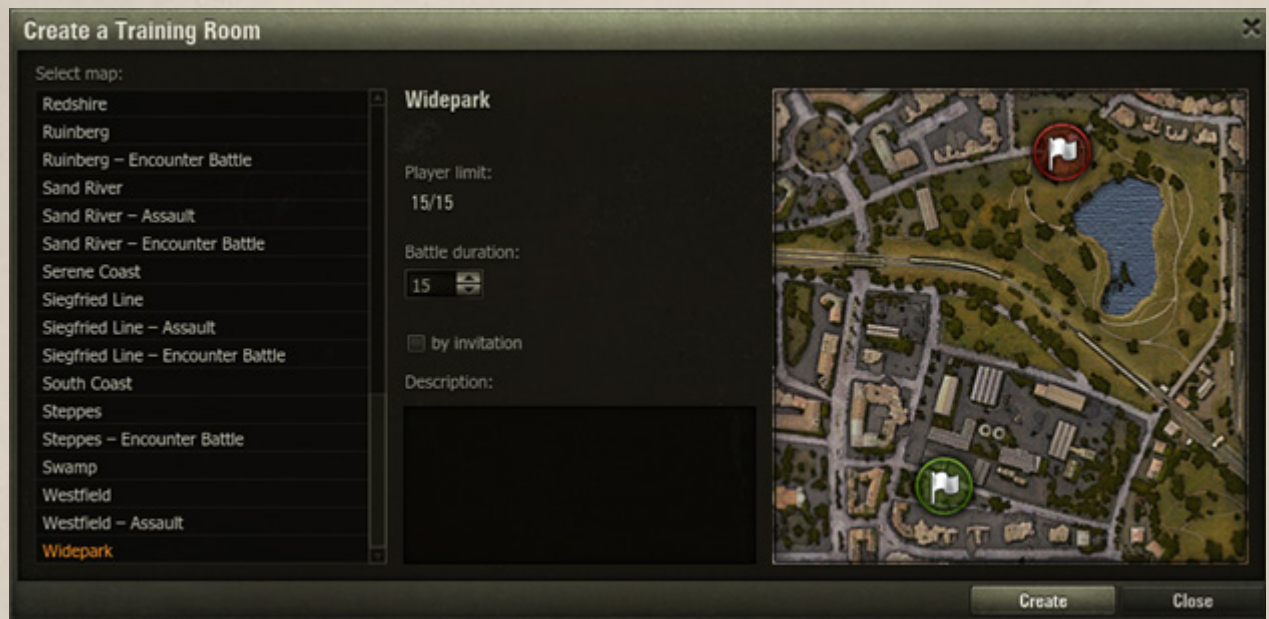 Create a Training Room
Select map:
Redshire
Ruinberg
Ruinberg – Encounter Battle
Sand River
Sand River – Assault
Sand River – Encounter Battle
Serene Coast
Siegfried Line
Siegfried Line – Assault
Siegfried Line – Encounter Battle
South Coast
Steppes
Steppes – Encounter Battle
Swamp
Westfield
Westfield – Assault
Widepark
Widepark
Player limit:
15/15
Battle duration:
15
by invitation
Description:
Create
Close